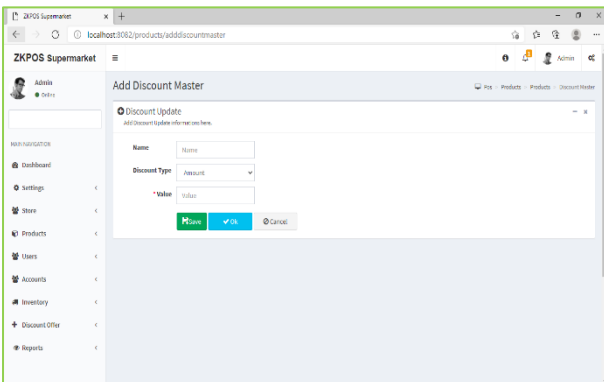 ZKPOS Supermarket
localhost:8082/products/adddiscountmaster
ZKPOS Supermarket
Admin
Admin
Online
Add Discount Master
Pos Products Products Discount Master
Discount Update
Add Discount Update informations here.
Name Name
Discount Type Amount
* Value Value
Save Ok Cancel
MAIN NAVIGATION
Dashboard
Settings
Store
Products
Users
Accounts
Inventory
Discount Offer
Reports